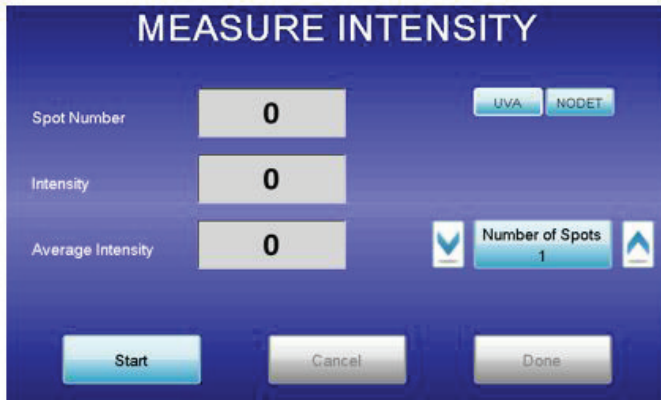 MEASURE INTENSITY
Spot Number 0
UVA NODET
Intensity 0
Average Intensity 0
Number of Spots
1
Start Cancel Done